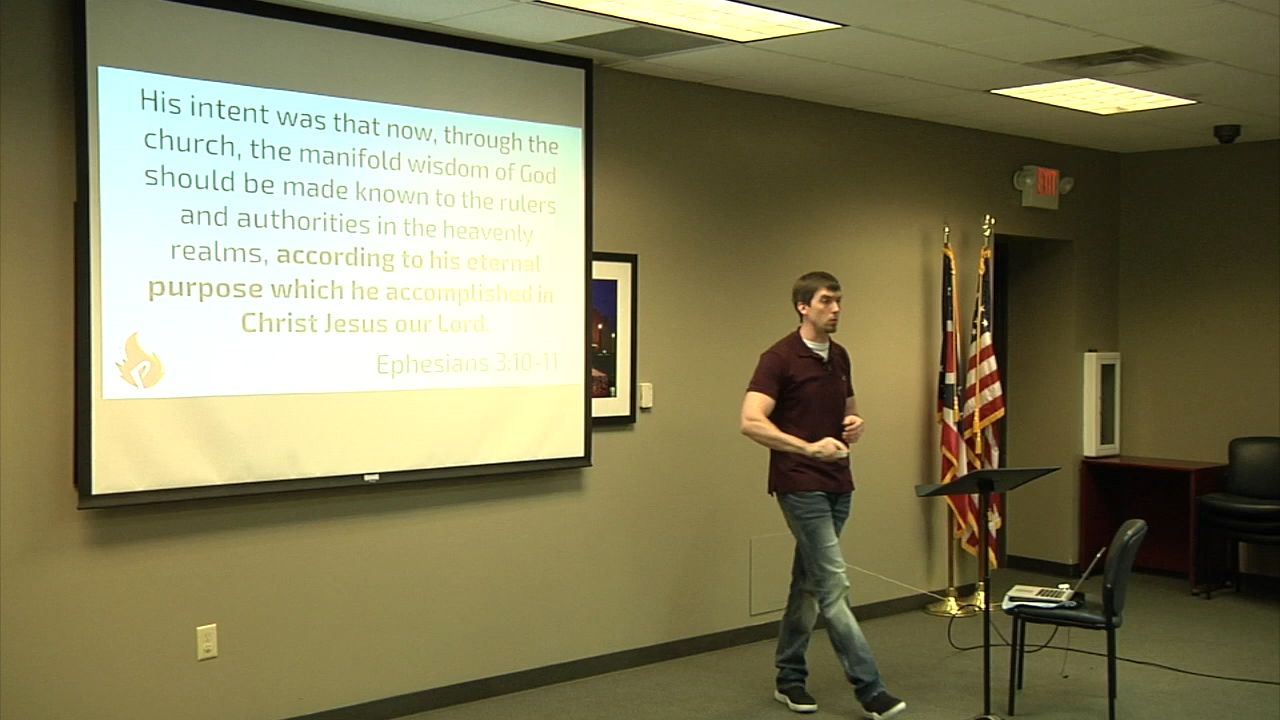 His intent was that now, through the
church, the manifold wisdom of God
should be made known to the rulers
and authorities in the heavenly
realms, according to his eternal
purpose which he accomplished in
Christ Jesus our Lord.
Ephesians 3:10-11
EXIT